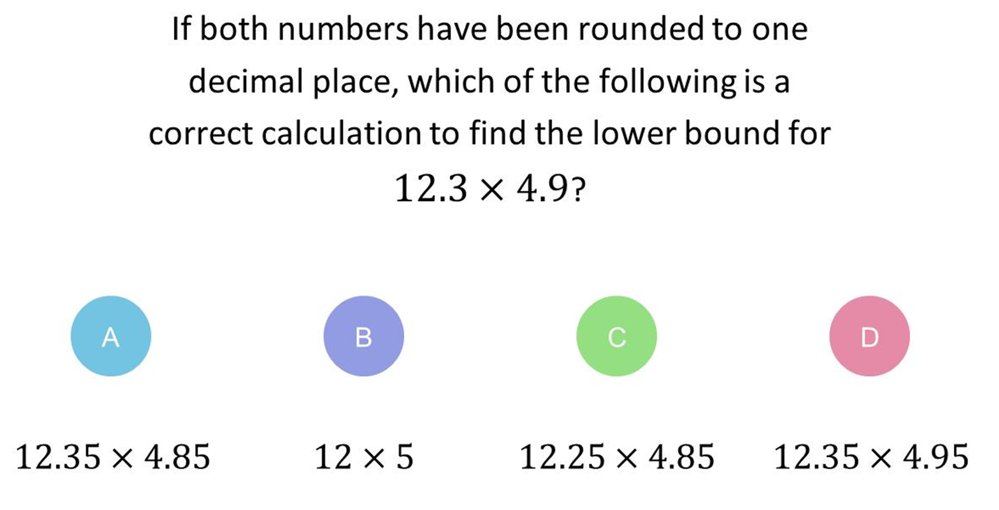 If both numbers have been rounded to one
decimal place, which of the following is a
correct calculation to find the lower bound for
12.3 × 4.9?
A
B
C
D
12.35 × 4.85
12 × 5
12.25 × 4.85
12.35 × 4.95